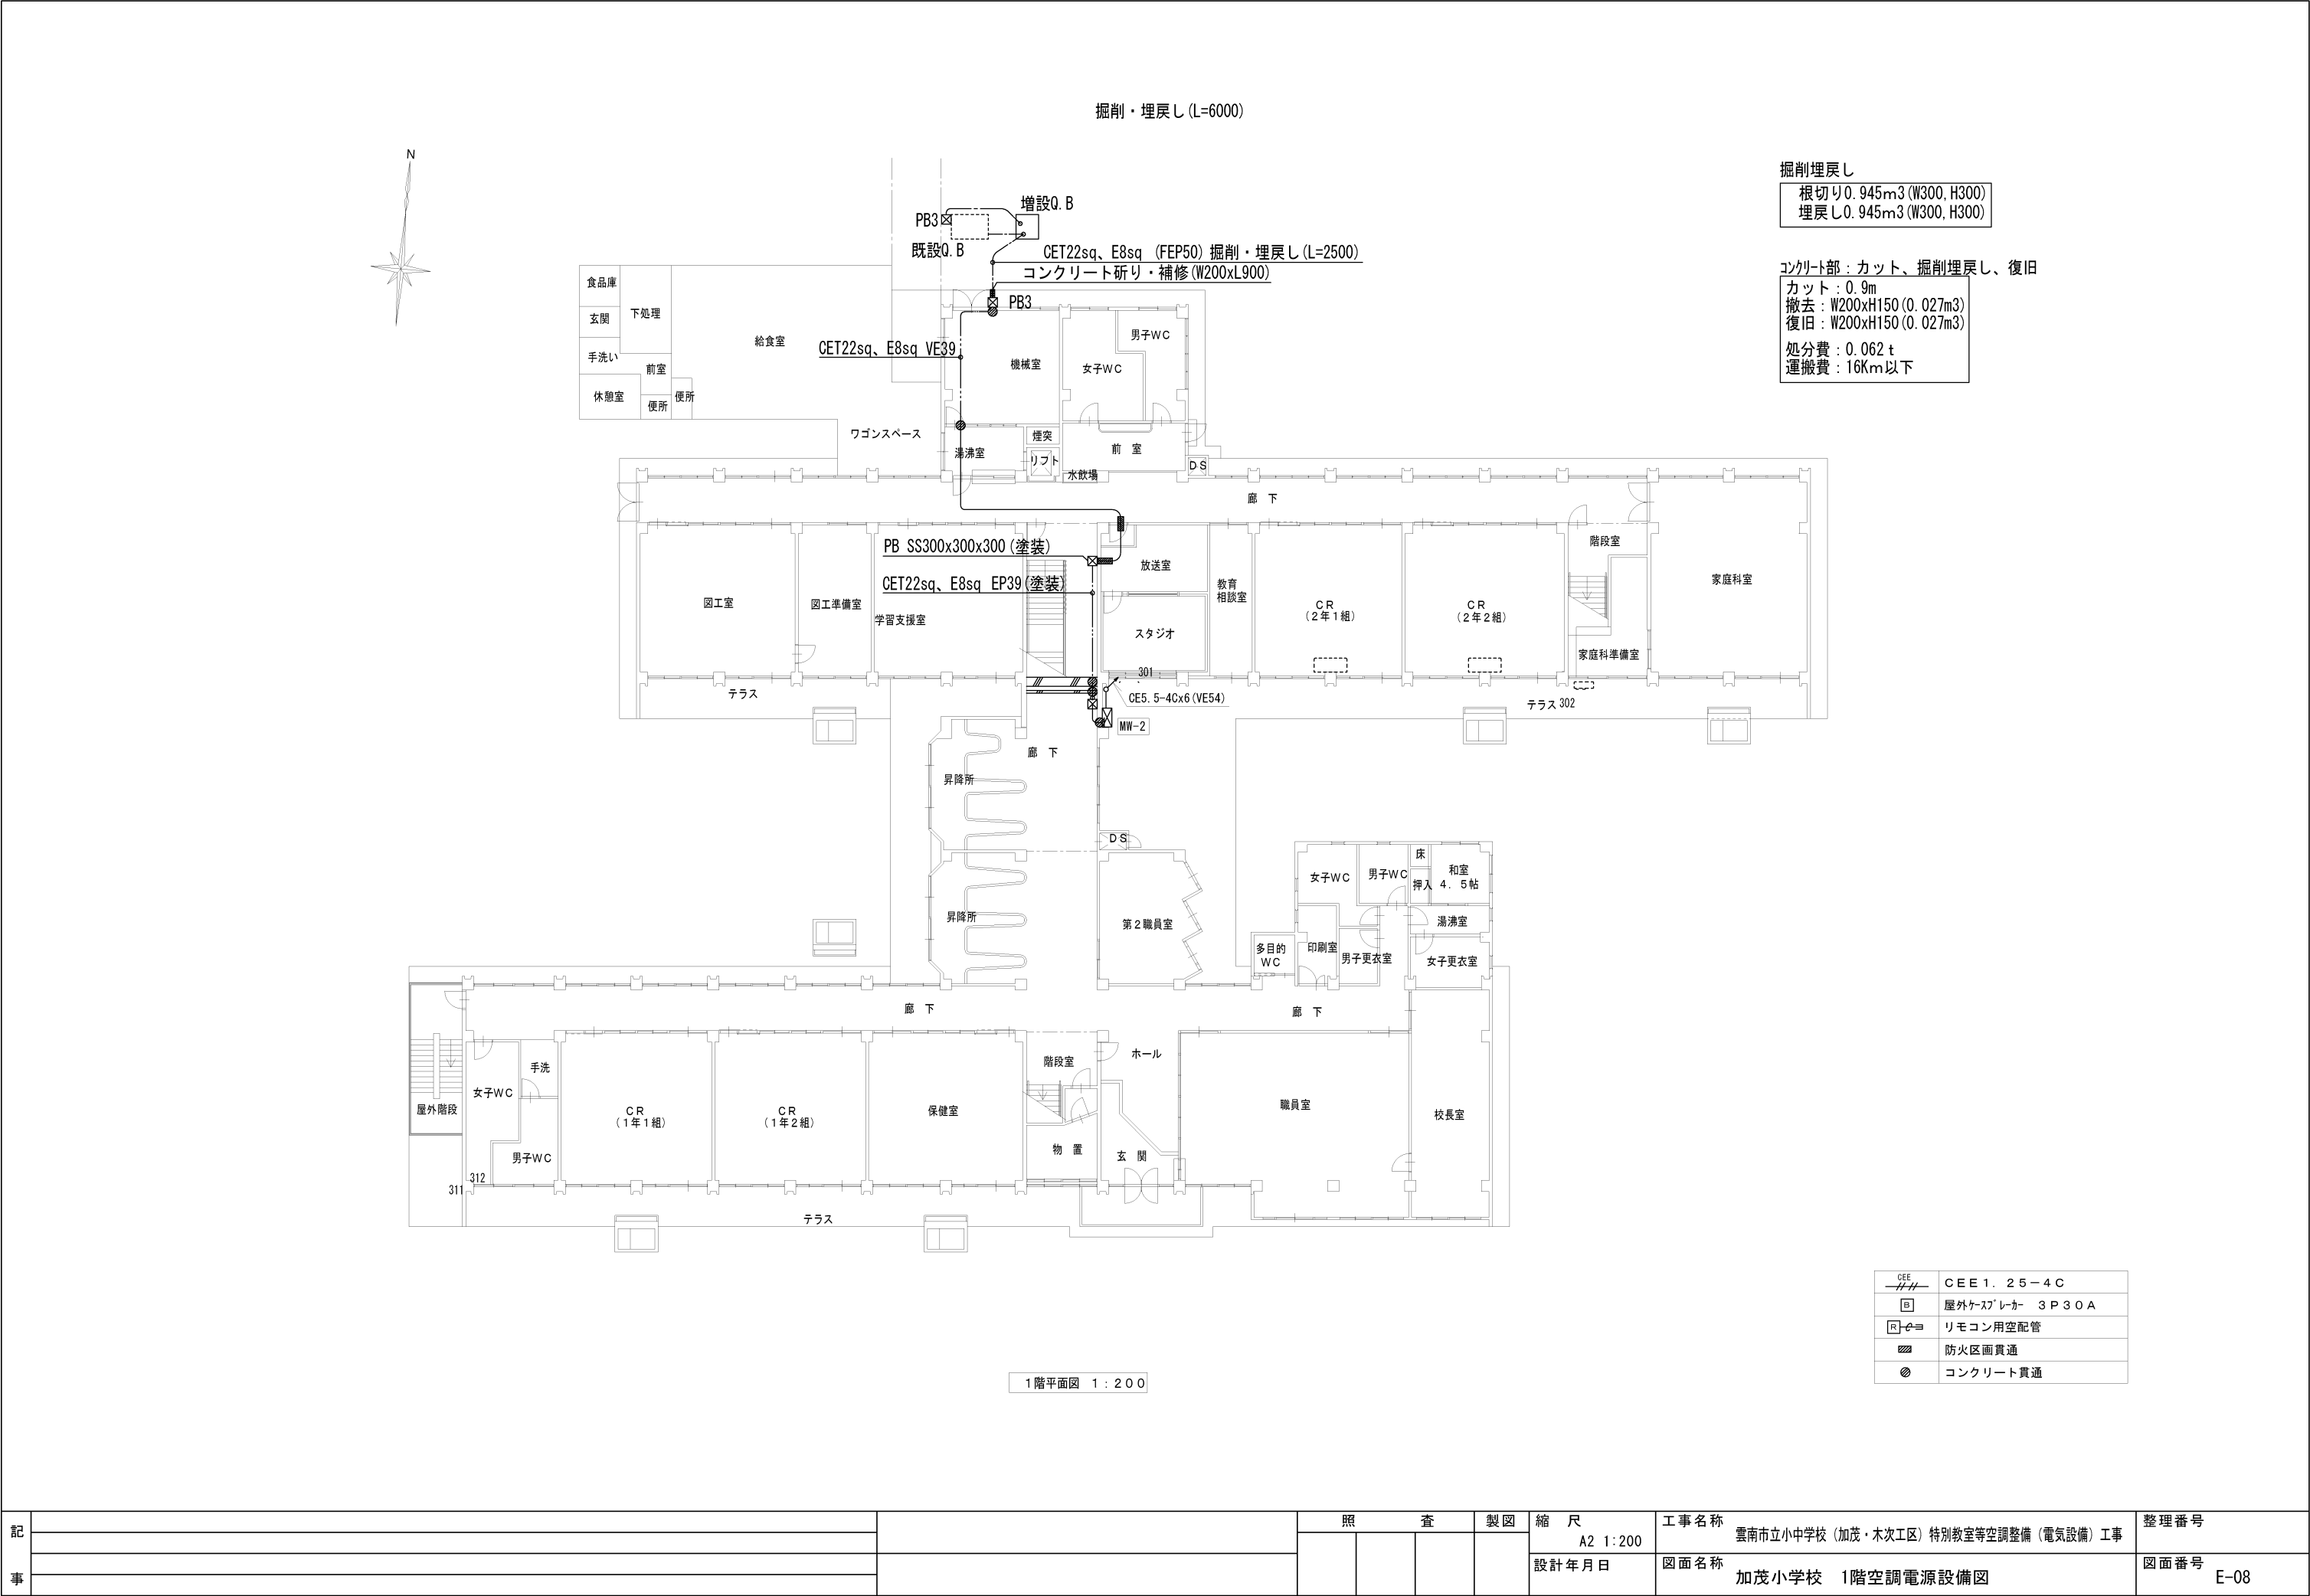 掘削・埋戻し(L=6000)
N
掘削埋戻し
根切り0.945m3(W300,H300)
埋戻し0.945m3(W300,H300)
増設Q.B
PB3
既設Q.B
CET22sq、E8sq (FEP50) 掘削・埋戻し(L=2500)
コンクリート斫り・補修(W200xL900)
ｺﾝｸﾘｰﾄ部：カット、掘削埋戻し、復旧
カット：0.9m
撤去：W200xH150(0.027m3)
復旧：W200xH150(0.027m3)
処分費：0.062ｔ
運搬費：16Km以下
PB3
食品庫
玄関
下処理
手洗い
前室
休憩室
便所
便所
給食室
CET22sq、E8sq VE39
機械室
女子WC
男子WC
ワゴンスペース
湯沸室
煙突
リフト
水飲場
前 室
DS
廊 下
PB SS300x300x300(塗装)
CET22sq、E8sq EP39(塗装)
図工室
図工準備室
学習支援室
放送室
スタジオ
教育
相談室
CR
(2年1組)
CR
(2年2組)
階段室
家庭科室
家庭科準備室
301
CE5.5-4Cx6(VE54)
MW-2
テラス
テラス 302
廊 下
昇降所
DS
昇降所
第2職員室
女子WC
男子WC
床
押入
和室
4．5帖
湯沸室
多目的
WC
印刷室
男子更衣室
女子更衣室
廊 下
廊 下
屋外階段
女子WC
手洗
男子WC
CR
(1年1組)
CR
(1年2組)
保健室
階段室
物 置
ホール
玄 関
職員室
校長室
311
312
テラス
CEE
CEE1．25－4C
B
屋外ｹｰｽﾌﾞﾚｰｶｰ 3P30A
R
リモコン用空配管
防火区画貫通
コンクリート貫通
1階平面図 1：200
記
事
照 査
製図
縮 尺
A2 1:200
設計年月日
工事名称
雲南市立小中学校（加茂・木次工区）特別教室等空調整備（電気設備）工事
図面名称
加茂小学校 1階空調電源設備図
整理番号
図面番号
E-08